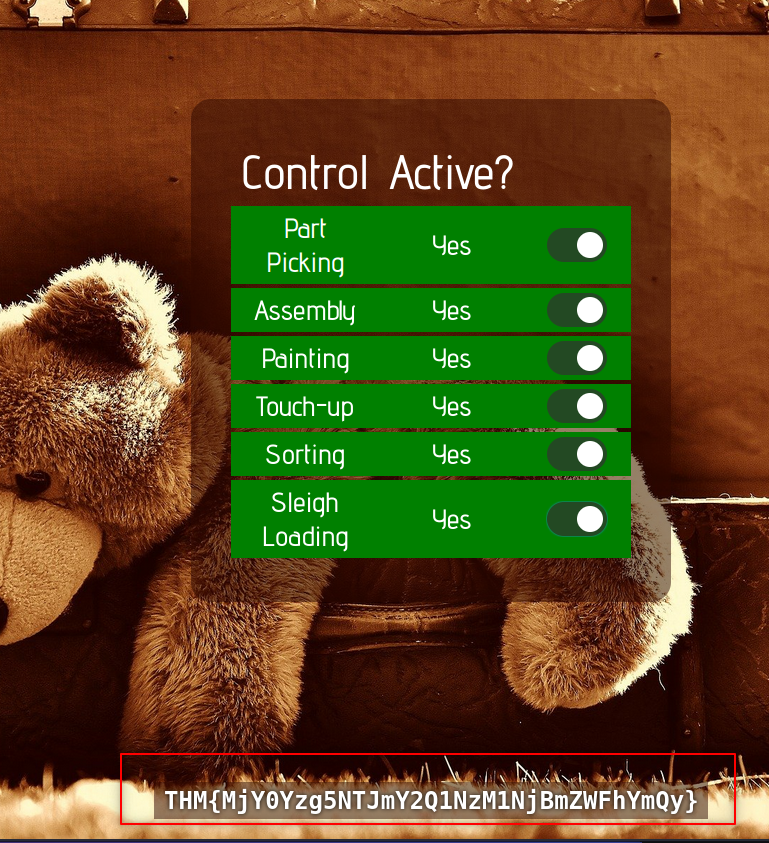 Control Active?
Part Picking Yes
Assembly Yes
Painting Yes
Touch-up Yes
Sorting Yes
Sleigh Loading Yes
THM{MjY0Yzg5NTJmY2Q1NzM1NjBmZWFhYmQy}